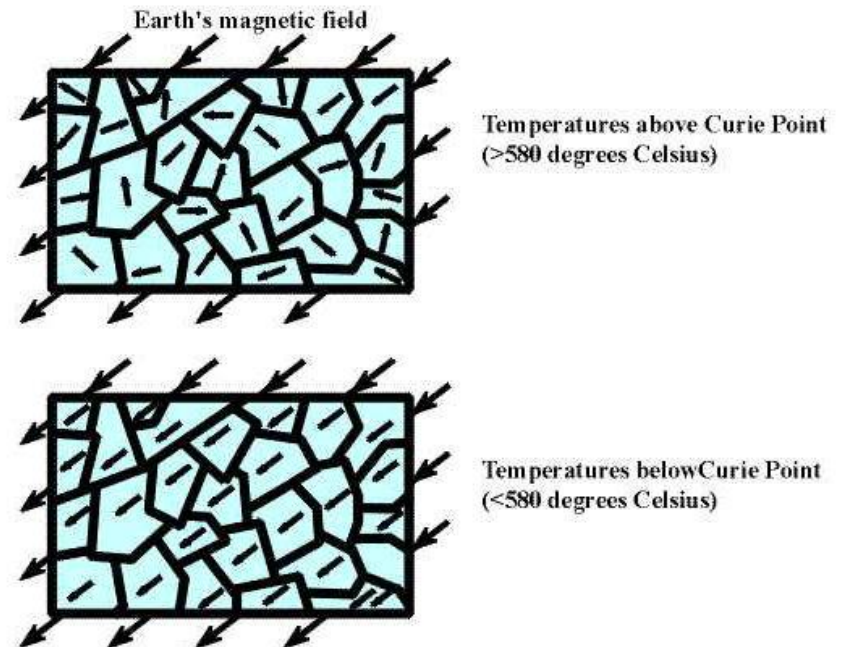 Earth's magnetic field
Temperatures above Curie Point
(>580 degrees Celsius)
Temperatures belowCurie Point
(<580 degrees Celsius)